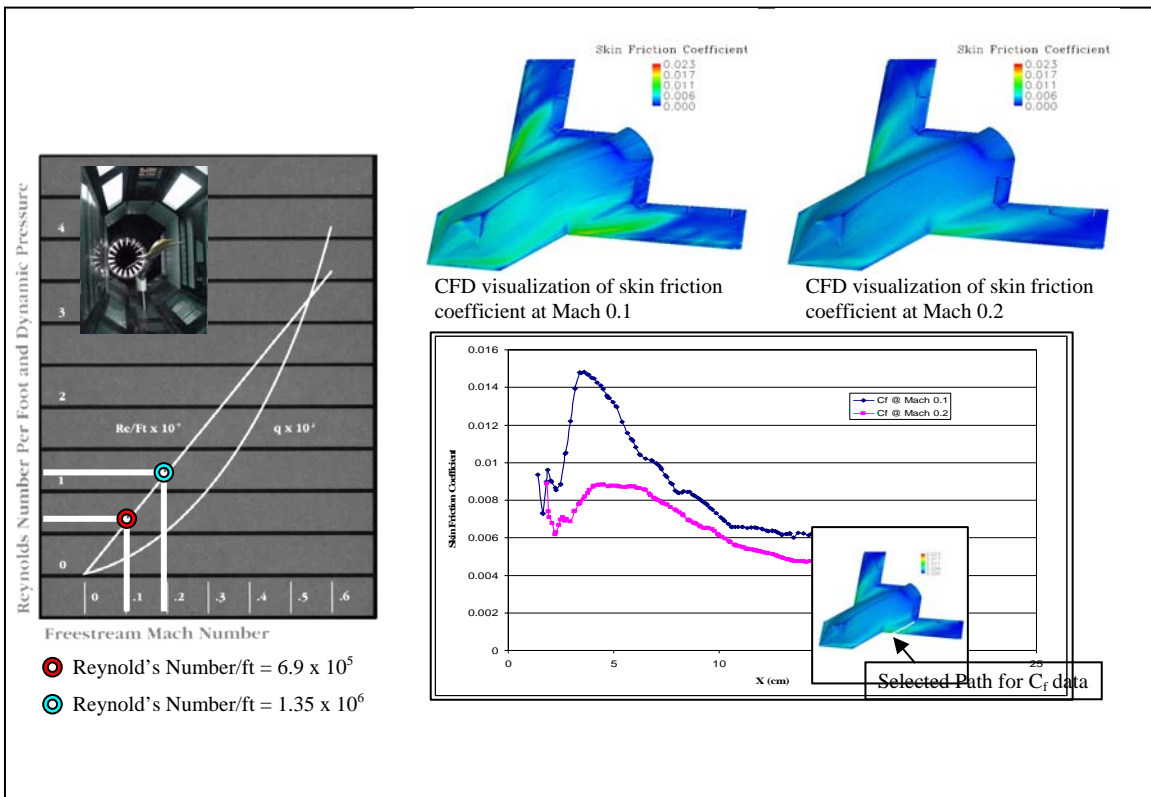 Skin Friction Coefficient
0.023
0.017
0.011
0.006
0.000
CFD visualization of skin friction
coefficient at Mach 0.1
Skin Friction Coefficient
0.023
0.017
0.011
0.006
0.000
CFD visualization of skin friction
coefficient at Mach 0.2
Reynolds Number Per Foot and Dynamic Pressure
4
3
2
1
0
Re/Ft x 10
q x 10
0 .1 .2 .3 .4 .5 .6
Freestream Mach Number
Reynold's Number/ft = 6.9 x 10⁵
Reynold's Number/ft = 1.35 x 10⁶
Skin Friction Coefficient
0.016
0.014
0.012
0.01
0.008
0.006
0.004
0.002
0
Cf @ Mach 0.1
Cf @ Mach 0.2
0 5 10 25
X (cm)
Selected Path for Cf data